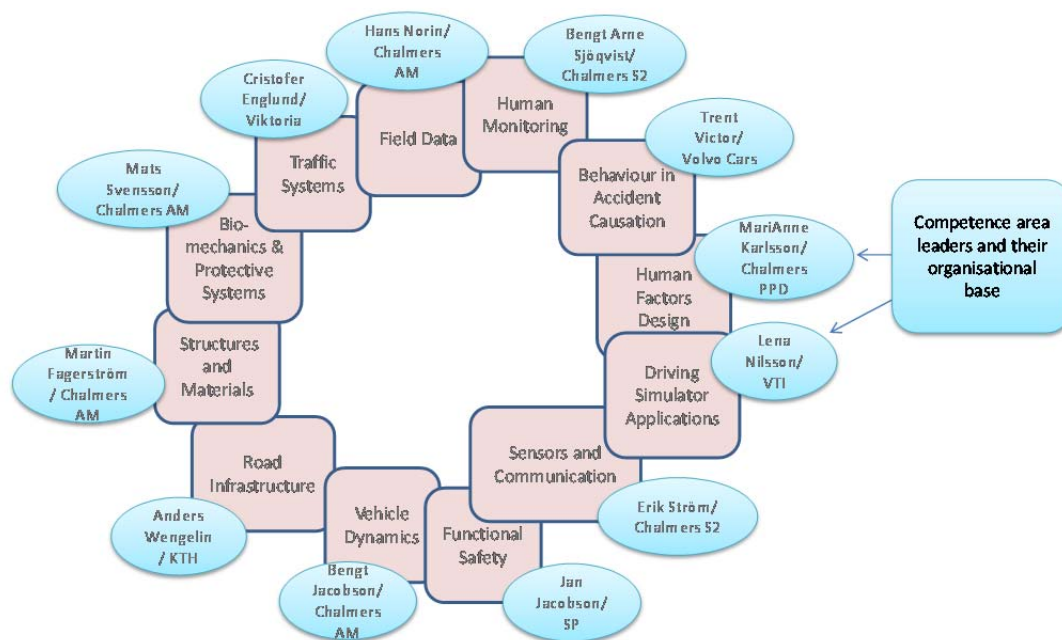 Hans Norin/
Chalmers
AM
Bengt Arne
Sjöqvist/
Chalmers S2
Cristofer
Englund/
Viktoria
Human
Monitoring
Field Data
Trent
Victor/
Volvo Cars
Traffic
Systems
Mats
Svensson/
Chalmers AM
Behaviour in
Accident
Causation
Bio-
mechanics &
Protective
Systems
MariAnne
Karlsson/
Chalmers
PPD
Competence area
leaders and their
organisational
base
Human
Factors
Design
Structures
and
Materials
Martin
Fagerström
/ Chalmers
AM
Lena
Nilsson/
VTI
Driving
Simulator
Applications
Road
Infrastructure
Sensors and
Communication
Anders
Wengelin
/ KTH
Vehicle
Dynamics
Functional
Safety
Erik Ström/
Chalmers S2
Bengt
Jacobson/
Chalmers
AM
Jan
Jacobson/
SP